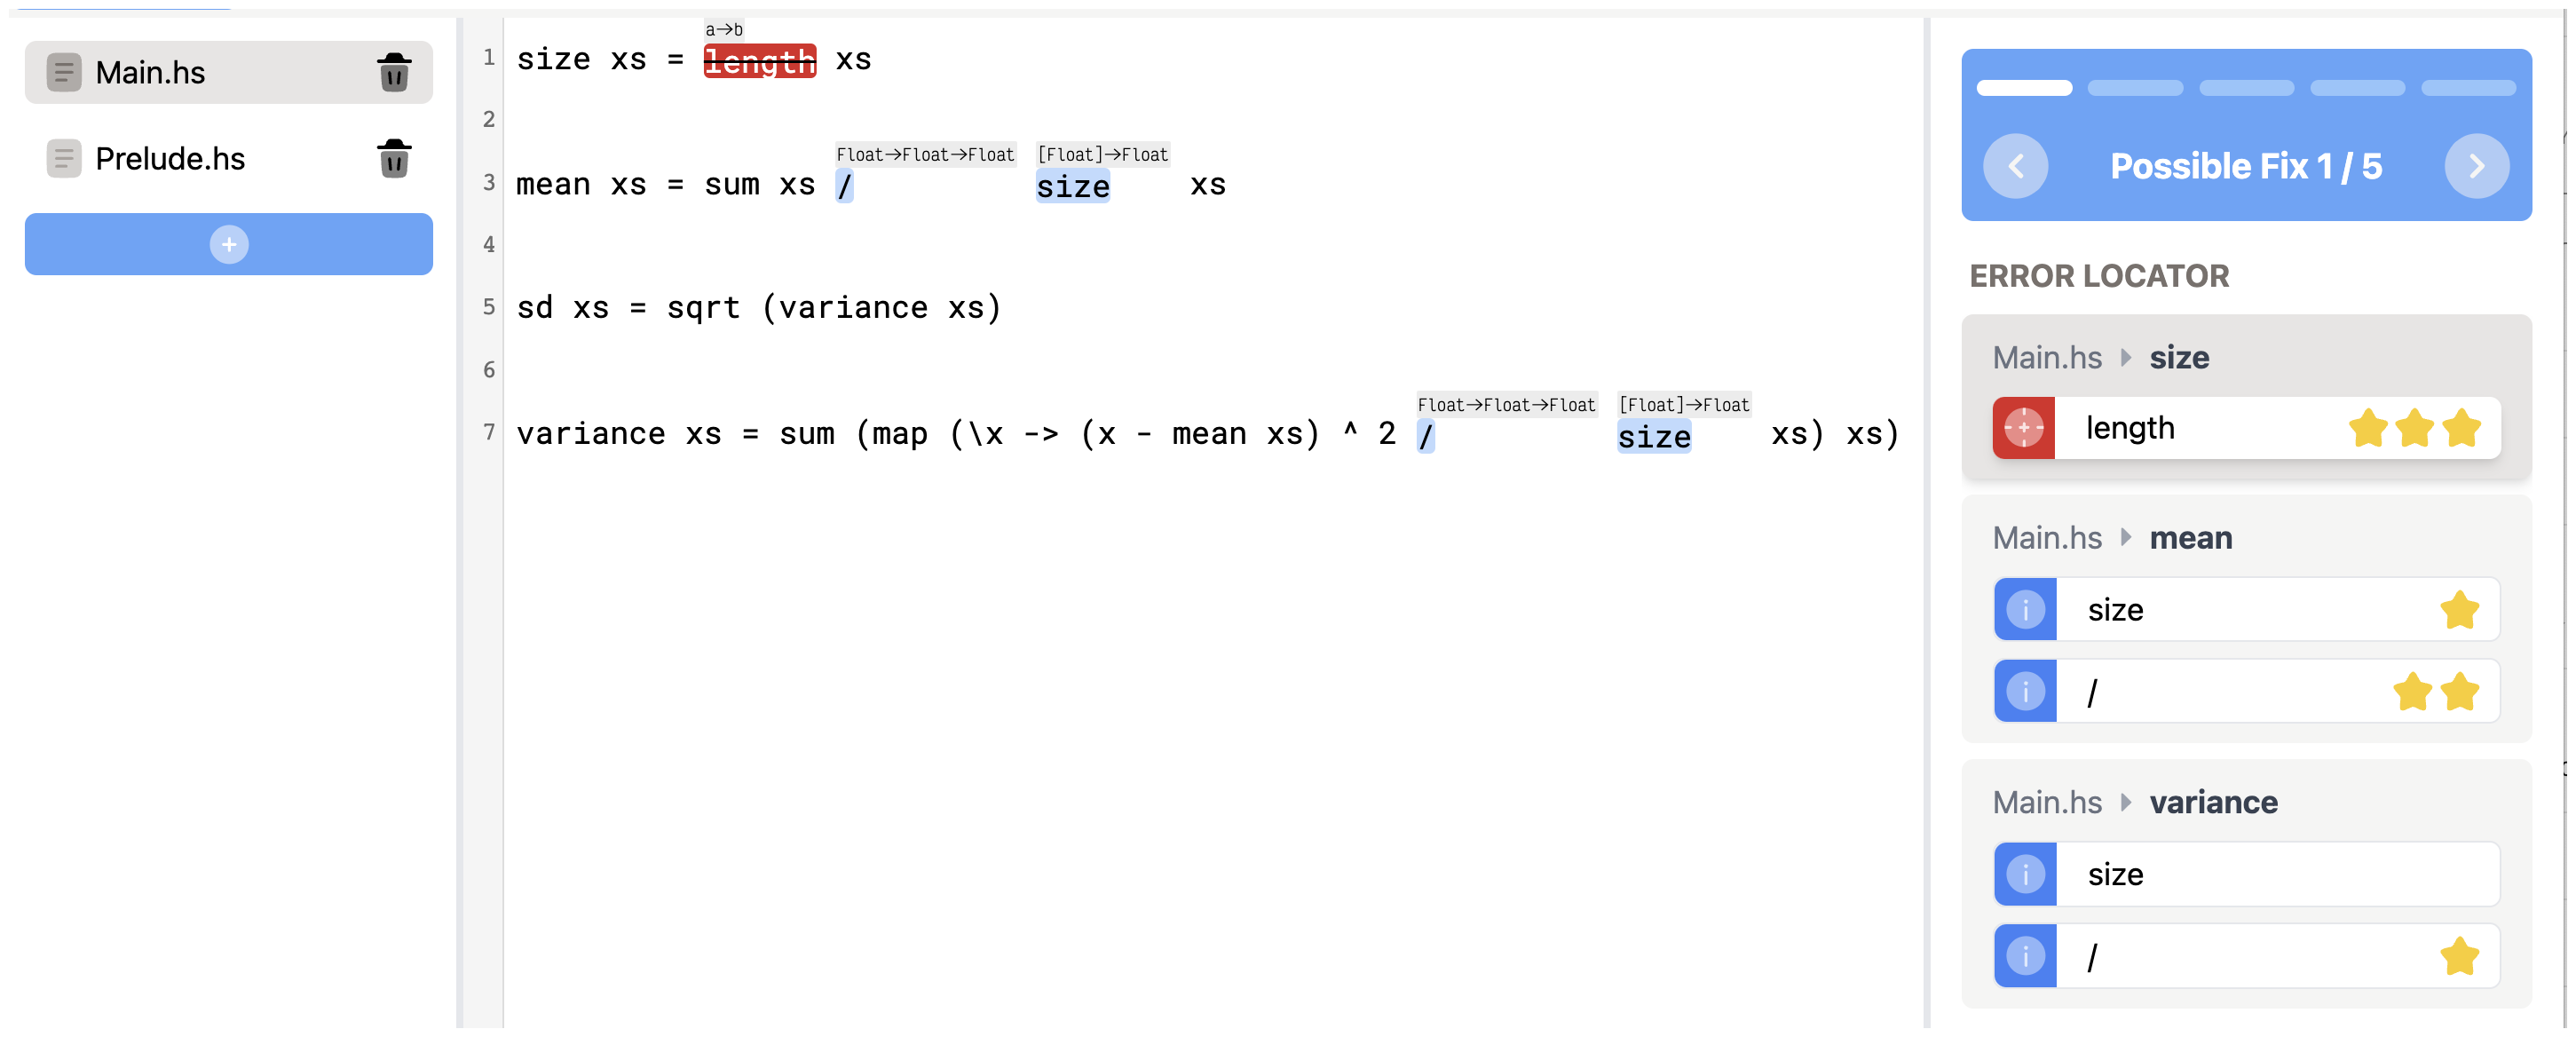 Main.hs
Prelude.hs
+
a→b
1 size xs = length xs
2
Float→Float→Float [Float]→Float
3 mean xs = sum xs / size xs
4
5 sd xs = sqrt (variance xs)
6
Float→Float→Float [Float]→Float
7 variance xs = sum (map (\x -> (x - mean xs) ^ 2 / size xs) xs)
Possible Fix 1 / 5
ERROR LOCATOR
Main.hs size
length
Main.hs mean
size
/
Main.hs variance
size
/